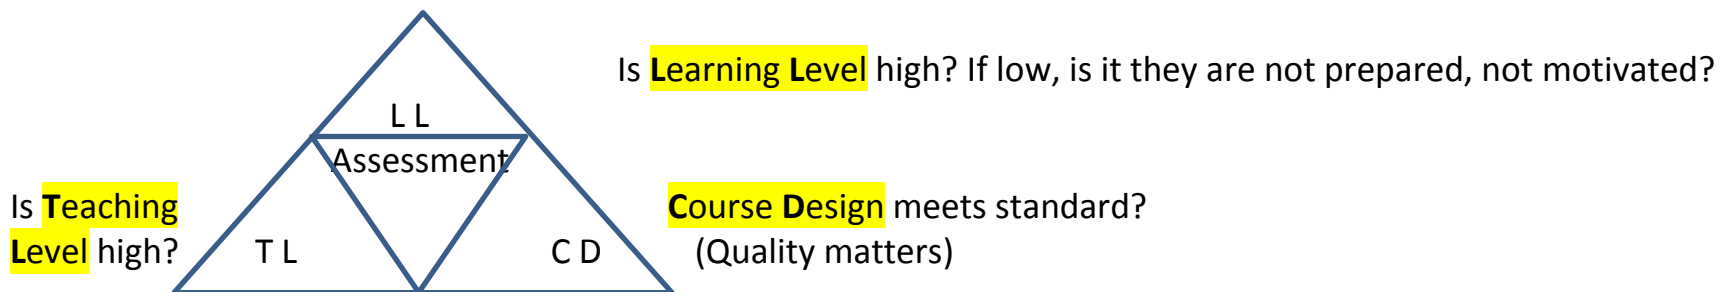 Is Learning Level high? If low, is it they are not prepared, not motivated?
L L
Assessment
Is Teaching
Level high?
T L
C D
Course Design meets standard?
(Quality matters)